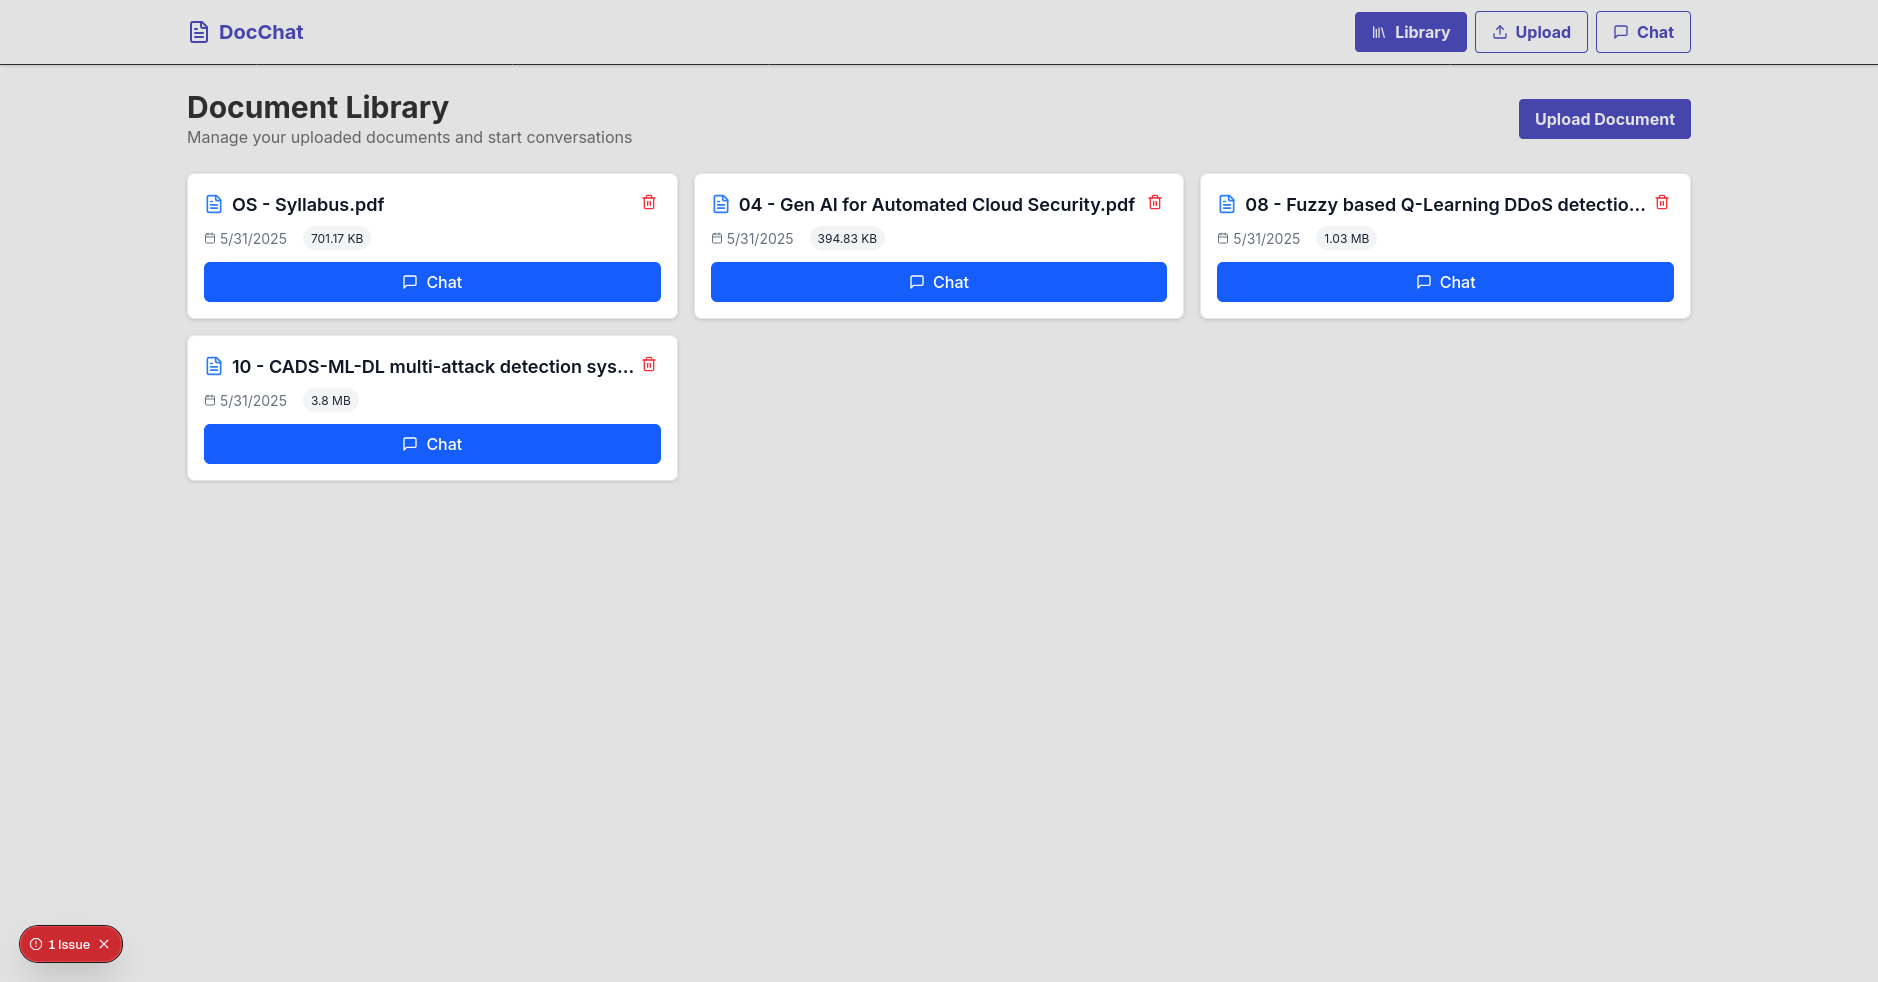 DocChat
Library
Upload
Chat
Document Library
Manage your uploaded documents and start conversations
Upload Document
OS - Syllabus.pdf
5/31/2025
701.17 KB
Chat
04 - Gen AI for Automated Cloud Security.pdf
5/31/2025
394.83 KB
Chat
08 - Fuzzy based Q-Learning DDoS detectio...
5/31/2025
1.03 MB
Chat
10 - CADS-ML-DL multi-attack detection sys...
5/31/2025
3.8 MB
Chat
1 Issue